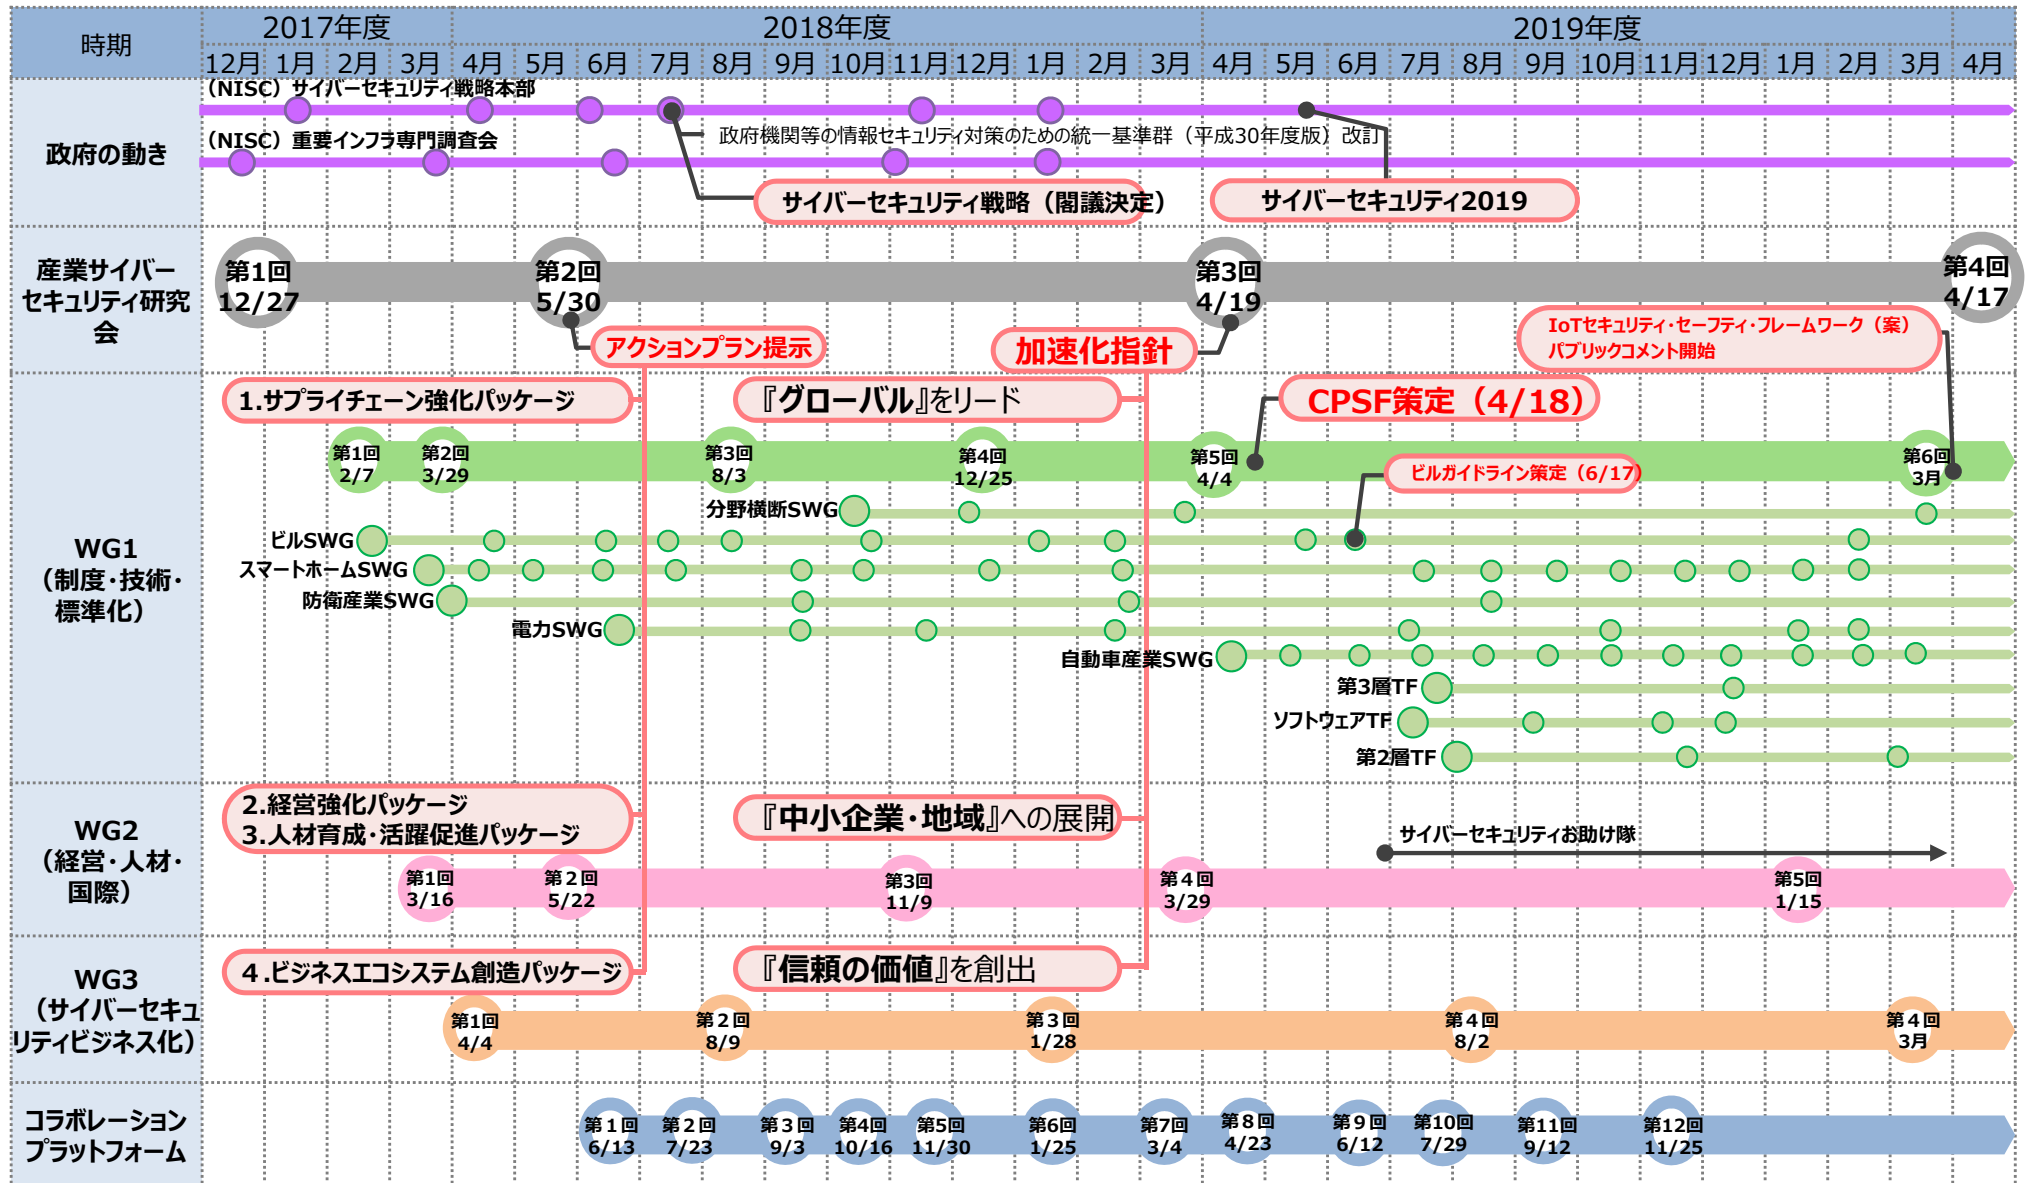 時期
2017年度
2018年度
2019年度
12月 1月 2月 3月 4月 5月 6月 7月 8月 9月 10月 11月 12月 1月 2月 3月 4月 5月 6月 7月 8月 9月 10月 11月 12月 1月 2月 3月 4月
政府の動き
(NISC) サイバーセキュリティ戦略本部
政府機関等の情報セキュリティ対策のための統一基準群（平成30年度版）改訂
(NISC) 重要インフラ専門調査会
サイバーセキュリティ戦略（閣議決定）
サイバーセキュリティ2019
産業サイバー
セキュリティ研究
会
第1回
12/27
第2回
5/30
第3回
4/19
第4回
4/17
アクションプラン提示
加速化指針
IoTセキュリティ・セーフティ・フレームワーク（案）
パブリックコメント開始
WG1
（制度・技術・
標準化）
1.サプライチェーン強化パッケージ
『グローバル』をリード
CPSF策定（4/18）
第1回
2/7
第2回
3/29
第3回
8/3
第4回
12/25
第5回
4/4
第6回
3月
ビルガイドライン策定（6/17）
分野横断SWG
ビルSWG
スマートホームSWG
防衛産業SWG
電力SWG
自動車産業SWG
第3層TF
ソフトウェアTF
第2層TF
WG2
（経営・人材・
国際）
2.経営強化パッケージ
3.人材育成・活躍促進パッケージ
『中小企業・地域』への展開
サイバーセキュリティお助け隊
第1回
3/16
第２回
5/22
第3回
11/9
第４回
3/29
第5回
1/15
WG3
（サイバーセキュ
リティビジネス化）
4.ビジネスエコシステム創造パッケージ
『信頼の価値』を創出
第1回
4/4
第２回
8/9
第３回
1/28
第４回
8/2
第４回
3月
コラボレーション
プラットフォーム
第１回
6/13
第２回
7/23
第３回
9/3
第4回
10/16
第5回
11/30
第6回
1/25
第7回
3/4
第８回
4/23
第９回
6/12
第10回
7/29
第11回
9/12
第12回
11/25